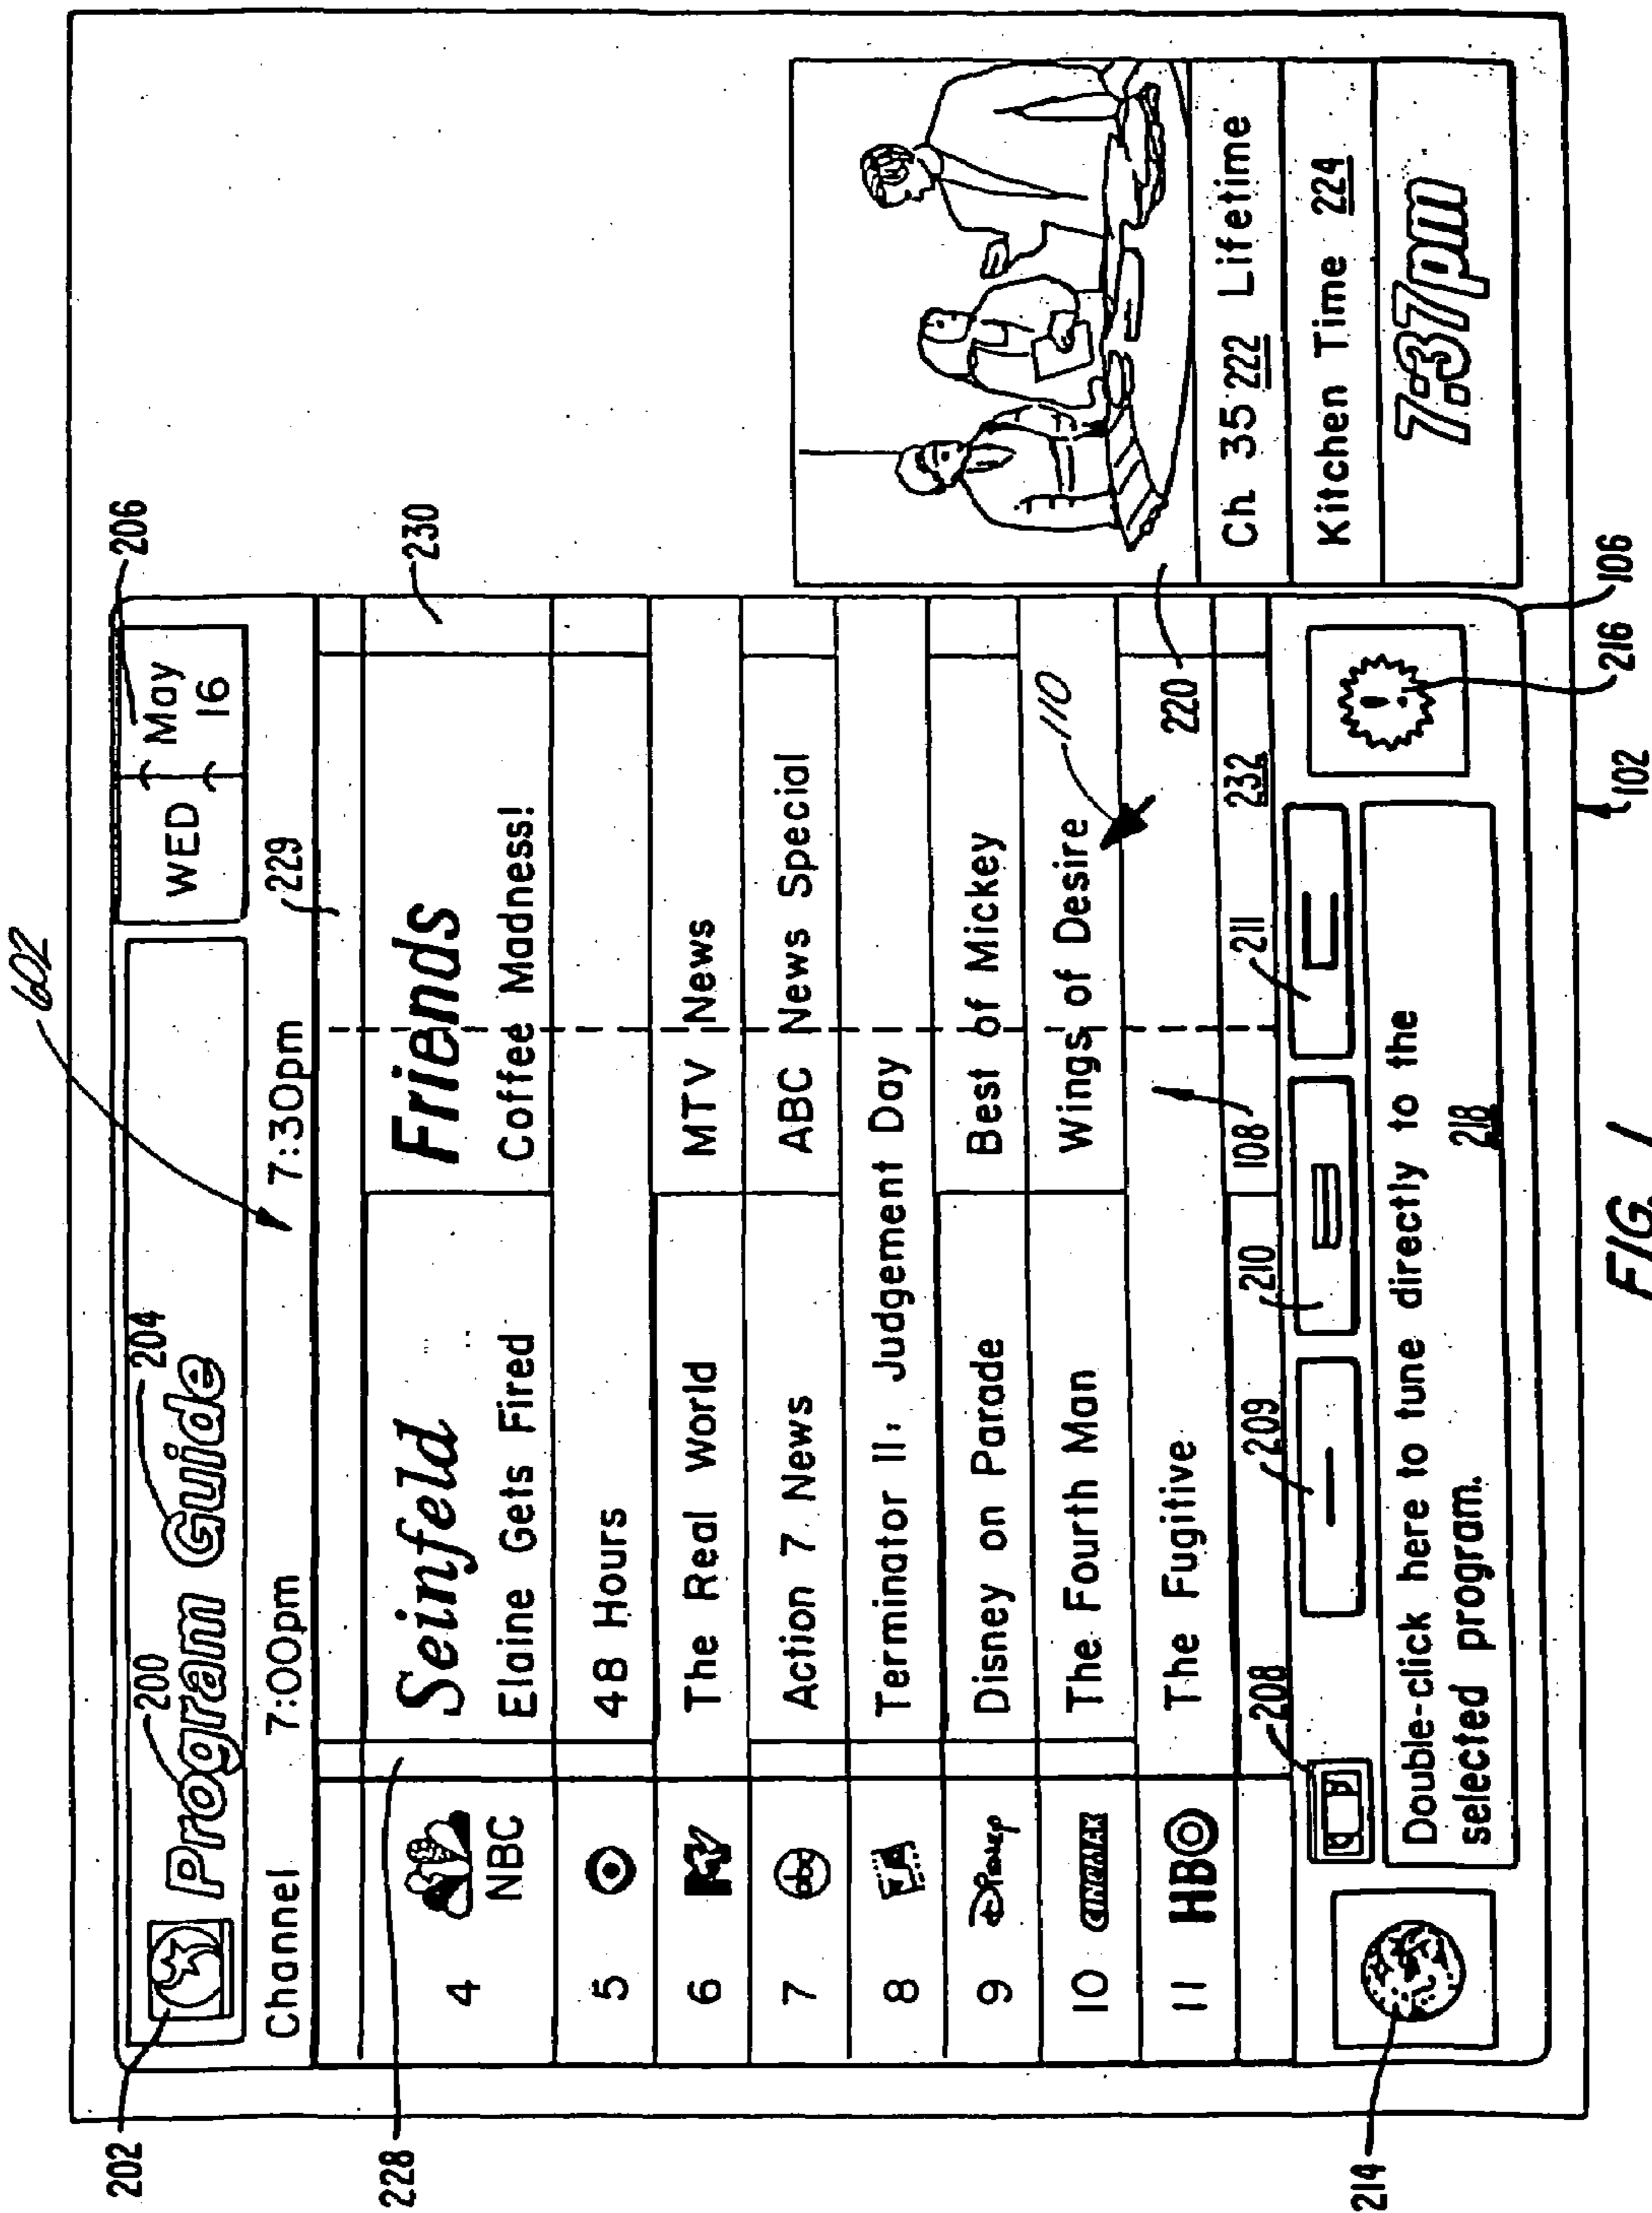 602
202
200
204
206
Program Guide
WED May
16
229
Channel 7:00pm 7:30pm
228
230
4 NBC
Seinfeld
Elaine Gets Fired
Friends
Coffee Madness!
5 48 Hours
6 The Real World MTV News
7 abc Action 7 News ABC News Special
8 Terminator II: Judgement Day
9 Disney Disney on Parade Best of Mickey
10 CINEMAX The Fourth Man Wings of Desire
110
11 HBO The Fugitive
220
208
209
210
108
211
232
Double-click here to tune directly to the
selected program.
218
Ch 35 222 Lifetime
Kitchen Time 224
7:37pm
214
102
216
106
FIG. 1